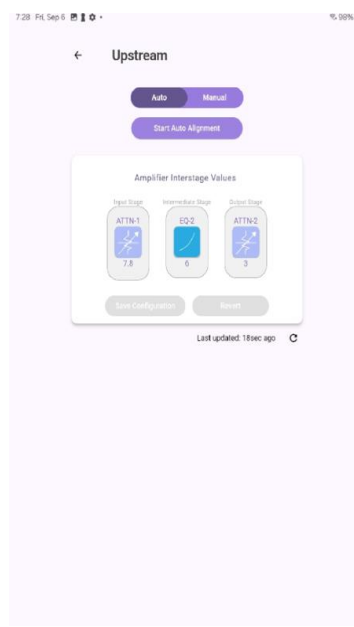 7:28 Fri, Sep 6 98%
Upstream
Auto Manual
Start Auto Alignment
Amplifier Interstage Values
Input Stage Intermediate Stage Output Stage
ATTN-1 EQ-2 ATTN-2
7.8 6 3
Save Configuration Revert
Last updated: 18sec ago